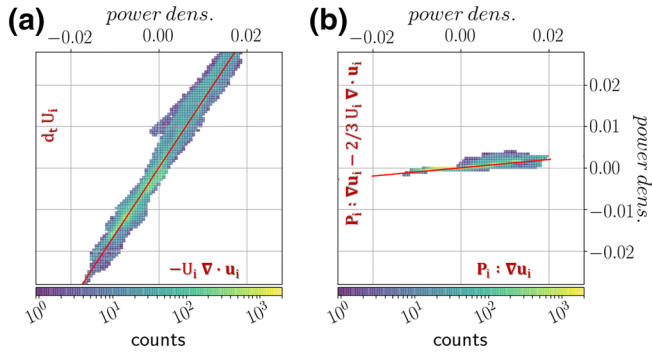 (a)
power dens.
−0.02 0.00 0.02
d_t U_i
−U_i ∇ · u_i
10^0 10^1 10^2 10^3
counts
(b)
power dens.
−0.02 0.00 0.02
P_i : ∇u_i − 2/3 U_i ∇ · u_i
0.02
0.01
0.00
−0.01
−0.02
power dens.
P_i : ∇u_i
10^0 10^1 10^2 10^3
counts